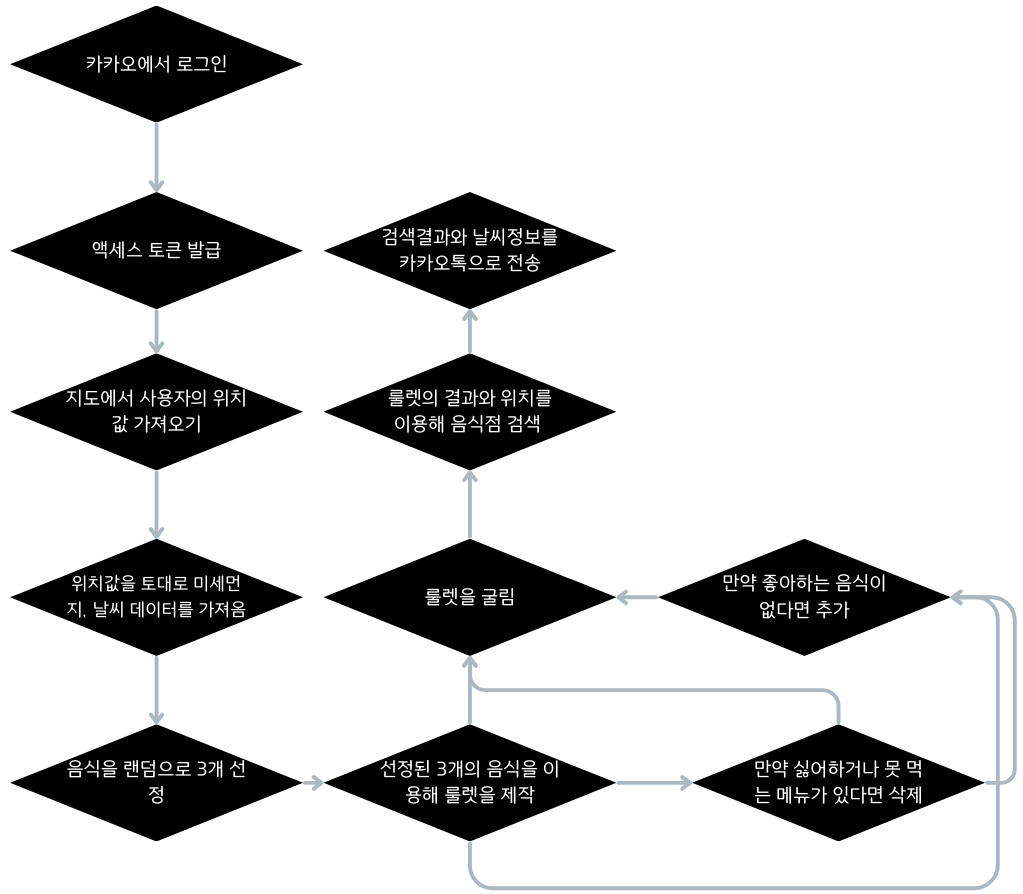 카카오에서 로그인
액세스 토큰 발급
지도에서 사용자의 위치
값 가져오기
위치값을 토대로 미세먼
지, 날씨 데이터를 가져옴
음식을 랜덤으로 3개 선
정
선정된 3개의 음식을 이
용해 룰렛을 제작
만약 싫어하거나 못 먹
는 메뉴가 있다면 삭제
만약 좋아하는 음식이
없다면 추가
룰렛을 굴림
룰렛의 결과와 위치를
이용해 음식점 검색
검색결과와 날씨정보를
카카오톡으로 전송